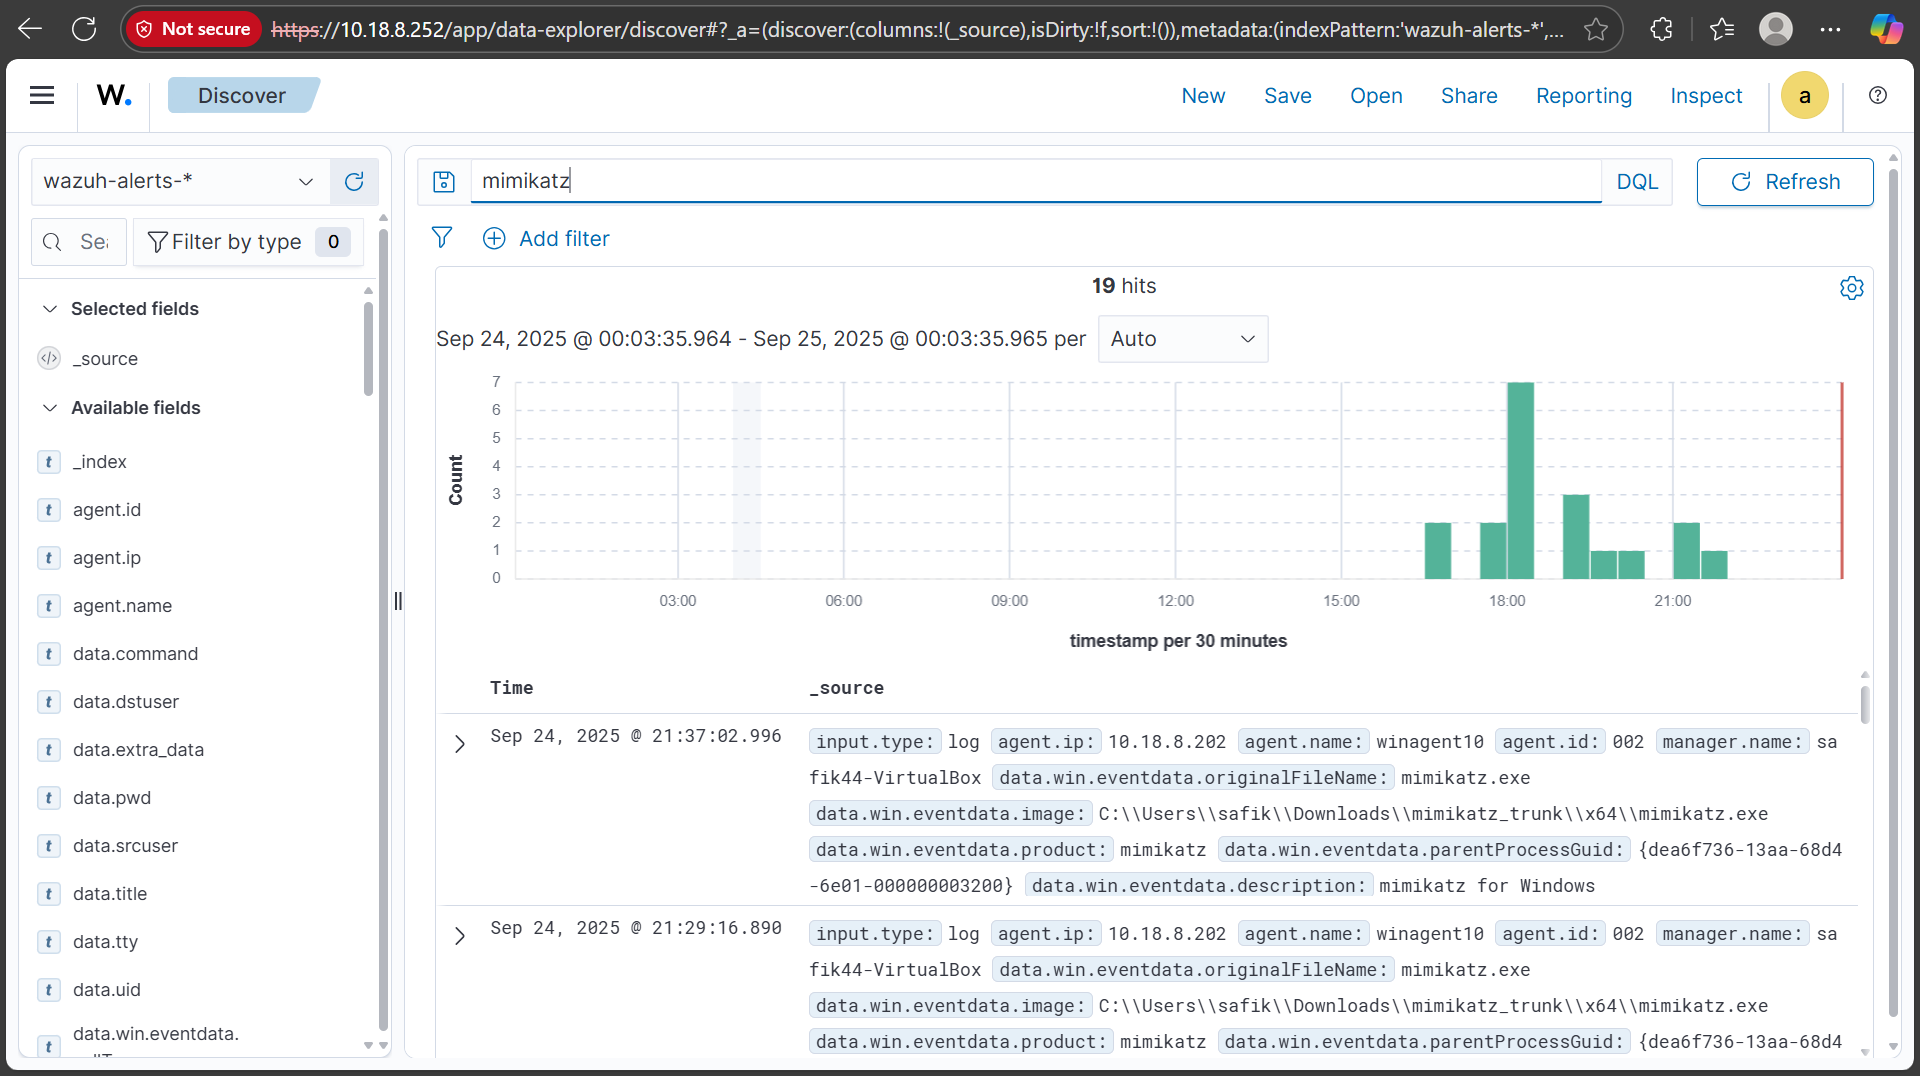 Not secure https://10.18.8.252/app/data-explorer/discover#?_a=(discover:(columns:!(_source),isDirty:!f,sort:!()),metadata:(indexPattern:'wazuh-alerts-*',...
W. Discover New Save Open Share Reporting Inspect a
wazuh-alerts-*
mimikatz DQL Refresh
Filter by type 0
Add filter
19 hits
Selected fields
_source
Sep 24, 2025 @ 00:03:35.964 - Sep 25, 2025 @ 00:03:35.965 per Auto
Available fields
_index
agent.id
agent.ip
agent.name
data.command
data.dstuser
data.extra_data
data.pwd
data.srcuser
data.title
data.tty
data.uid
data.win.eventdata.
Count
7
6
5
4
3
2
1
0
03:00 06:00 09:00 12:00 15:00 18:00 21:00
timestamp per 30 minutes
Time _source
Sep 24, 2025 @ 21:37:02.996 input.type: log agent.ip: 10.18.8.202 agent.name: winagent10 agent.id: 002 manager.name: sa
fik44-VirtualBox data.win.eventdata.originalFileName: mimikatz.exe
data.win.eventdata.image: C:\\Users\\safik\\Downloads\\mimikatz_trunk\\x64\\mimikatz.exe
data.win.eventdata.product: mimikatz data.win.eventdata.parentProcessGuid: {dea6f736-13aa-68d4
-6e01-000000003200} data.win.eventdata.description: mimikatz for Windows
Sep 24, 2025 @ 21:29:16.890 input.type: log agent.ip: 10.18.8.202 agent.name: winagent10 agent.id: 002 manager.name: sa
fik44-VirtualBox data.win.eventdata.originalFileName: mimikatz.exe
data.win.eventdata.image: C:\\Users\\safik\\Downloads\\mimikatz_trunk\\x64\\mimikatz.exe
data.win.eventdata.product: mimikatz data.win.eventdata.parentProcessGuid: {dea6f736-13aa-68d4